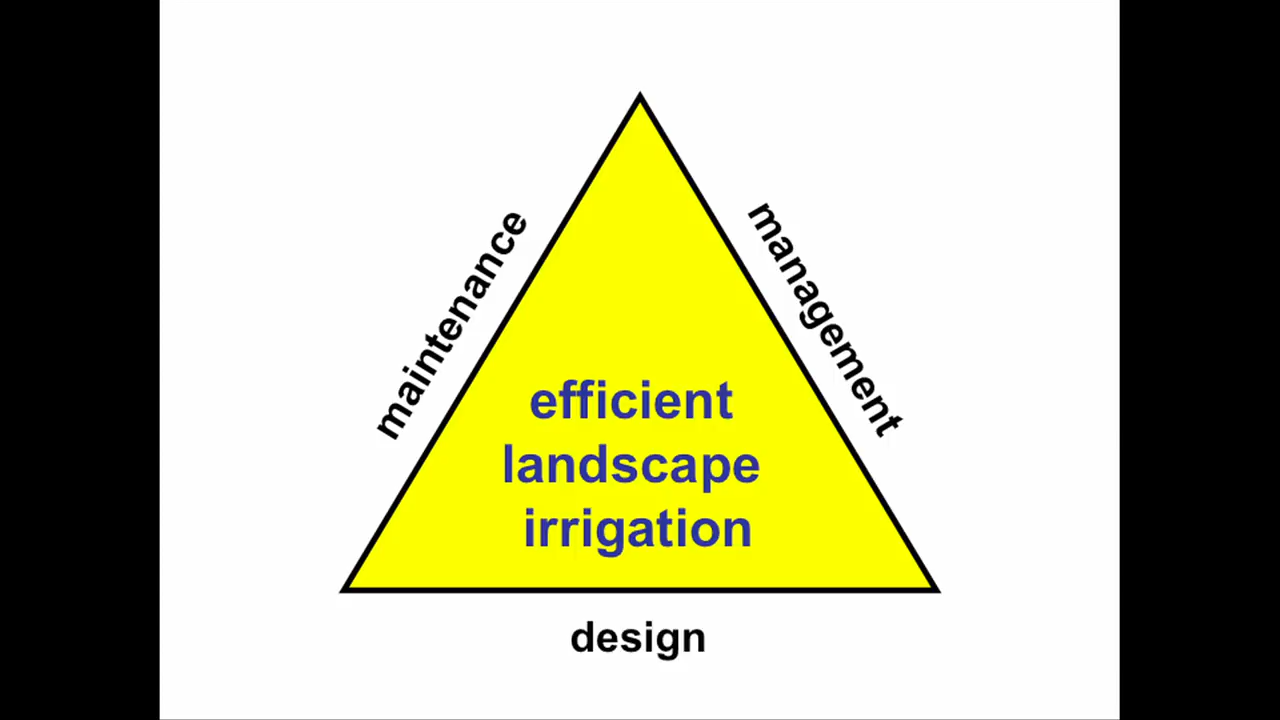 maintenance
management
efficient
landscape
irrigation
design